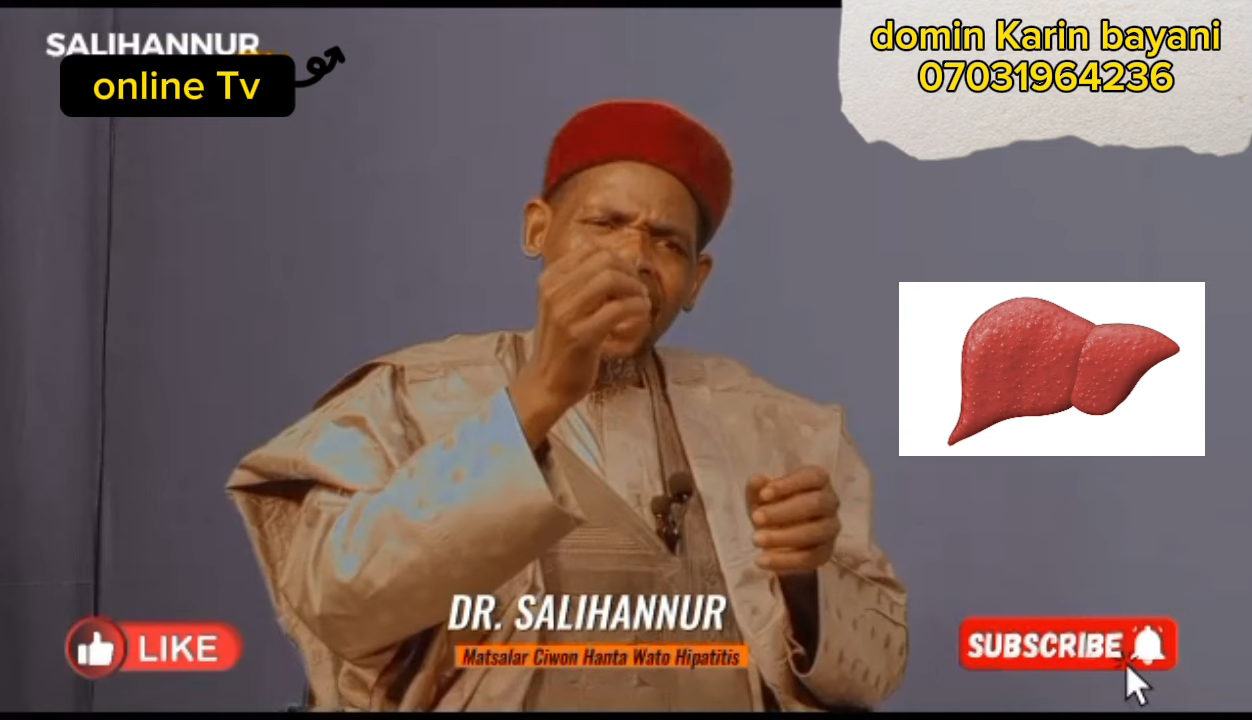 SALIHANNUR
online Tv
domin Karin bayani
07031964236
DR. SALIHANNUR
Matsalar Ciwon Hanta Wato Hipatitis
LIKE
SUBSCRIBE